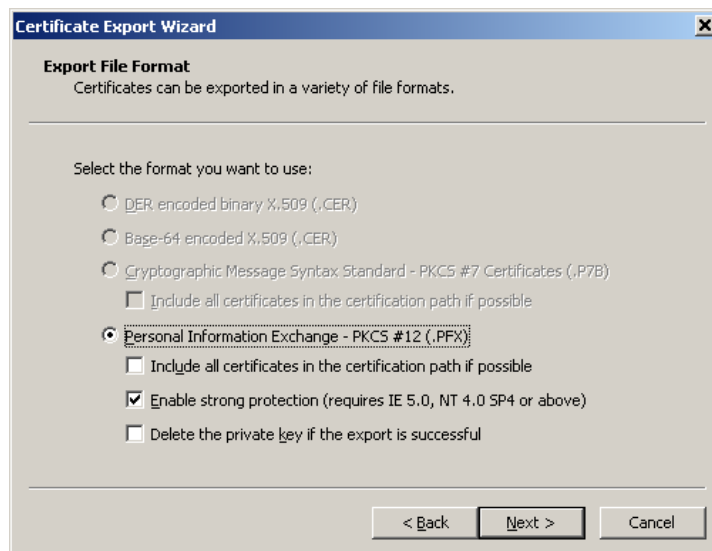 Certificate Export Wizard
Export File Format
Certificates can be exported in a variety of file formats.
Select the format you want to use:
DER encoded binary X.509 (.CER)
Base-64 encoded X.509 (.CER)
Cryptographic Message Syntax Standard - PKCS #7 Certificates (.P7B)
Include all certificates in the certification path if possible
Personal Information Exchange - PKCS #12 (.PFX)
Include all certificates in the certification path if possible
Enable strong protection (requires IE 5.0, NT 4.0 SP4 or above)
Delete the private key if the export is successful
< Back Next > Cancel